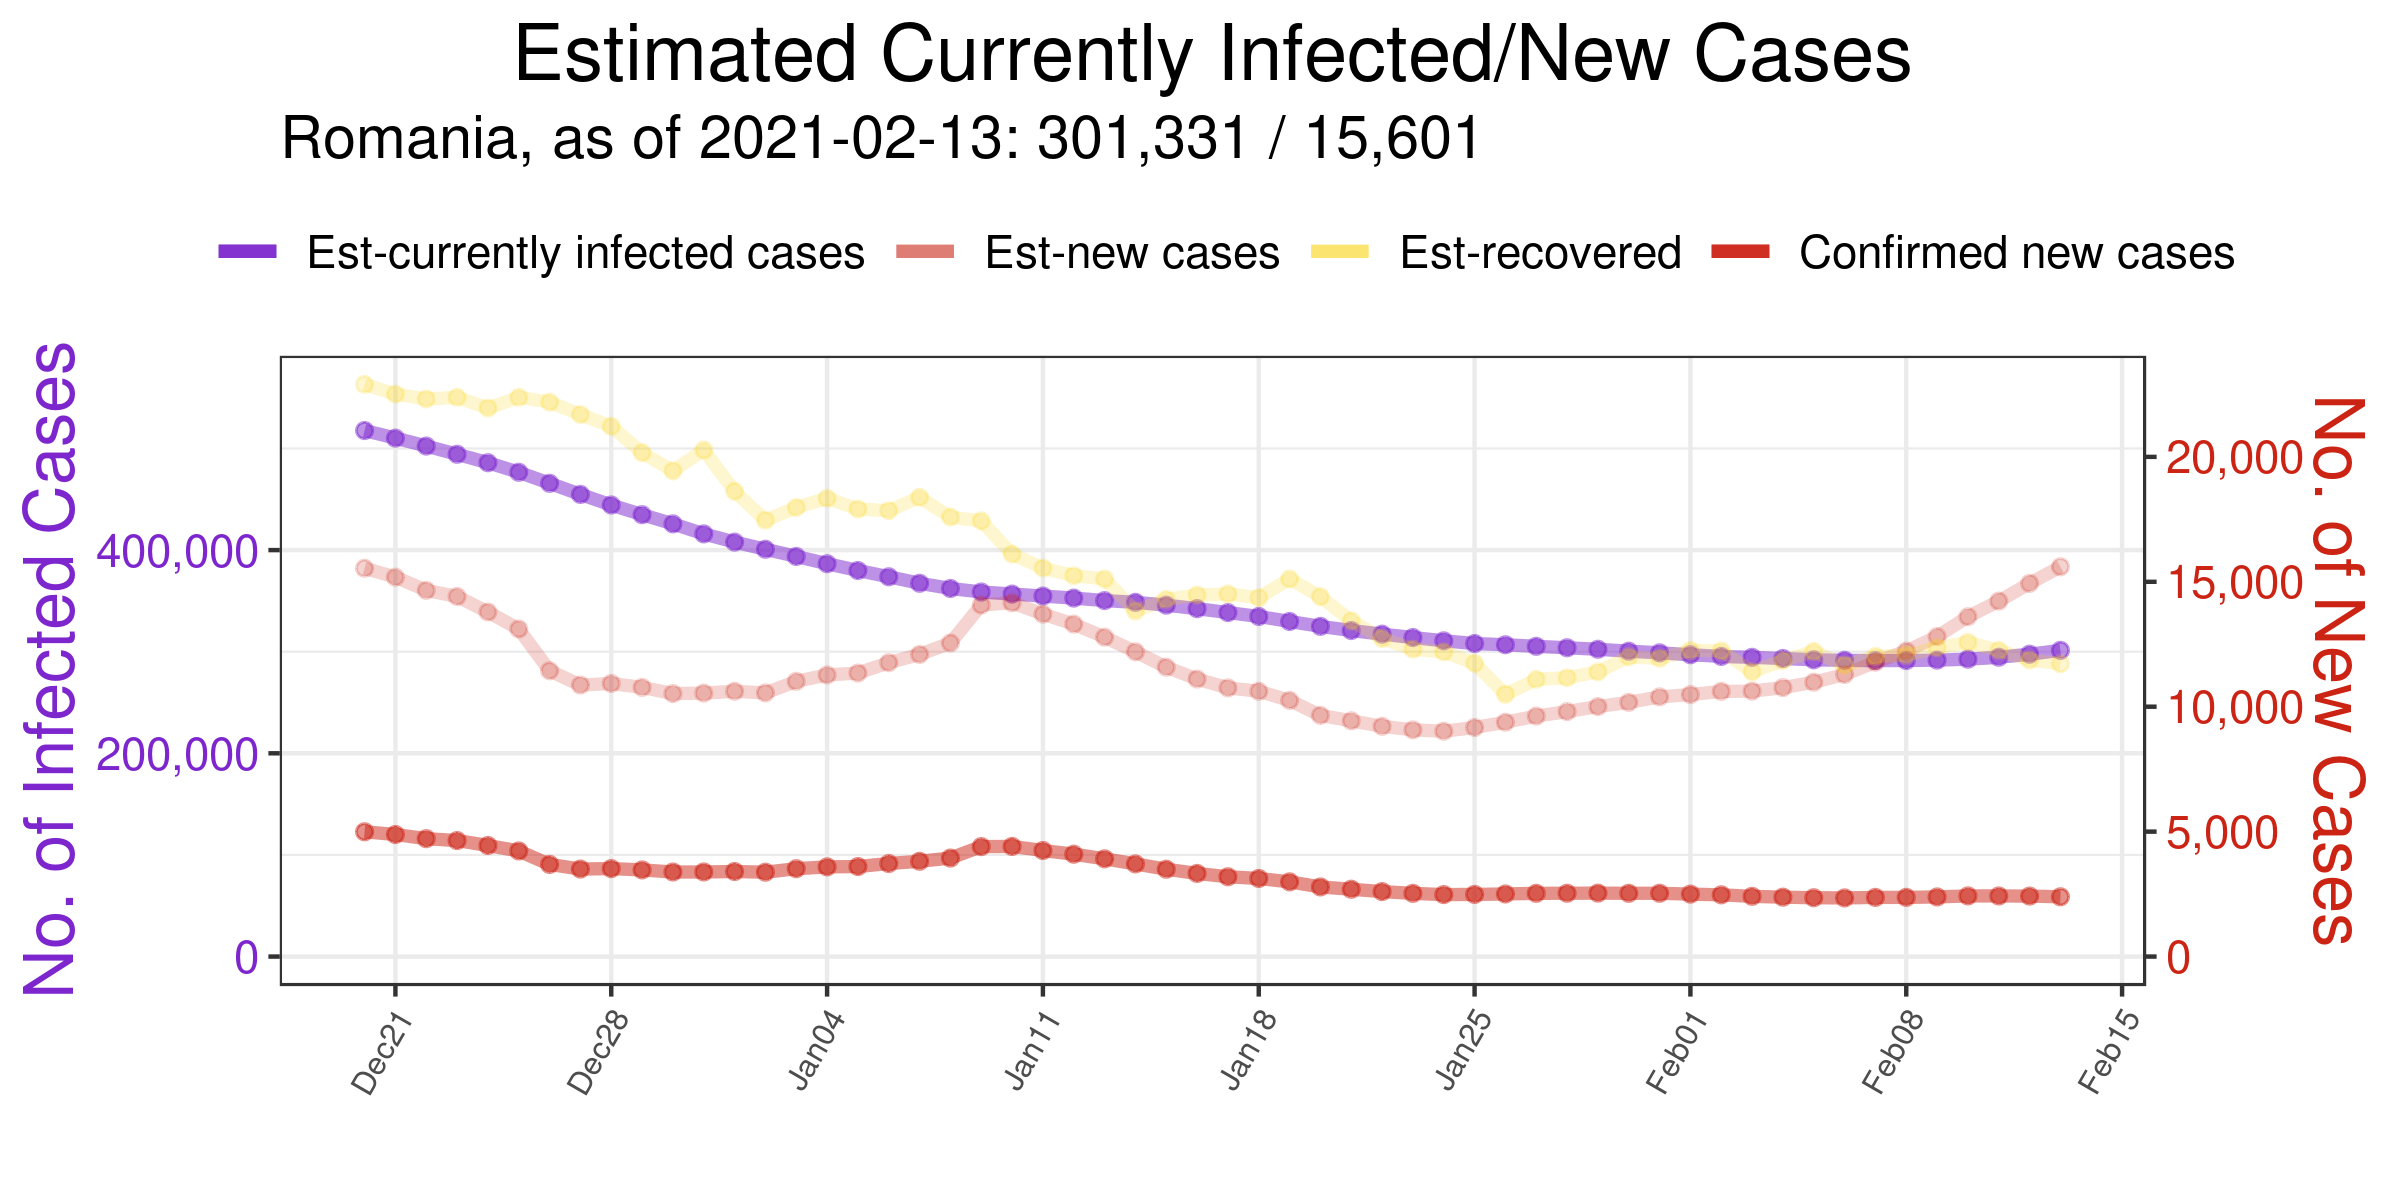 Estimated Currently Infected/New Cases
Romania, as of 2021-02-13: 301,331 / 15,601
Est-currently infected cases
Est-new cases
Est-recovered
Confirmed new cases
No. of Infected Cases
400,000
200,000
0
20,000
15,000
10,000
5,000
0
No. of New Cases
Dec21
Dec28
Jan04
Jan11
Jan18
Jan25
Feb01
Feb08
Feb15